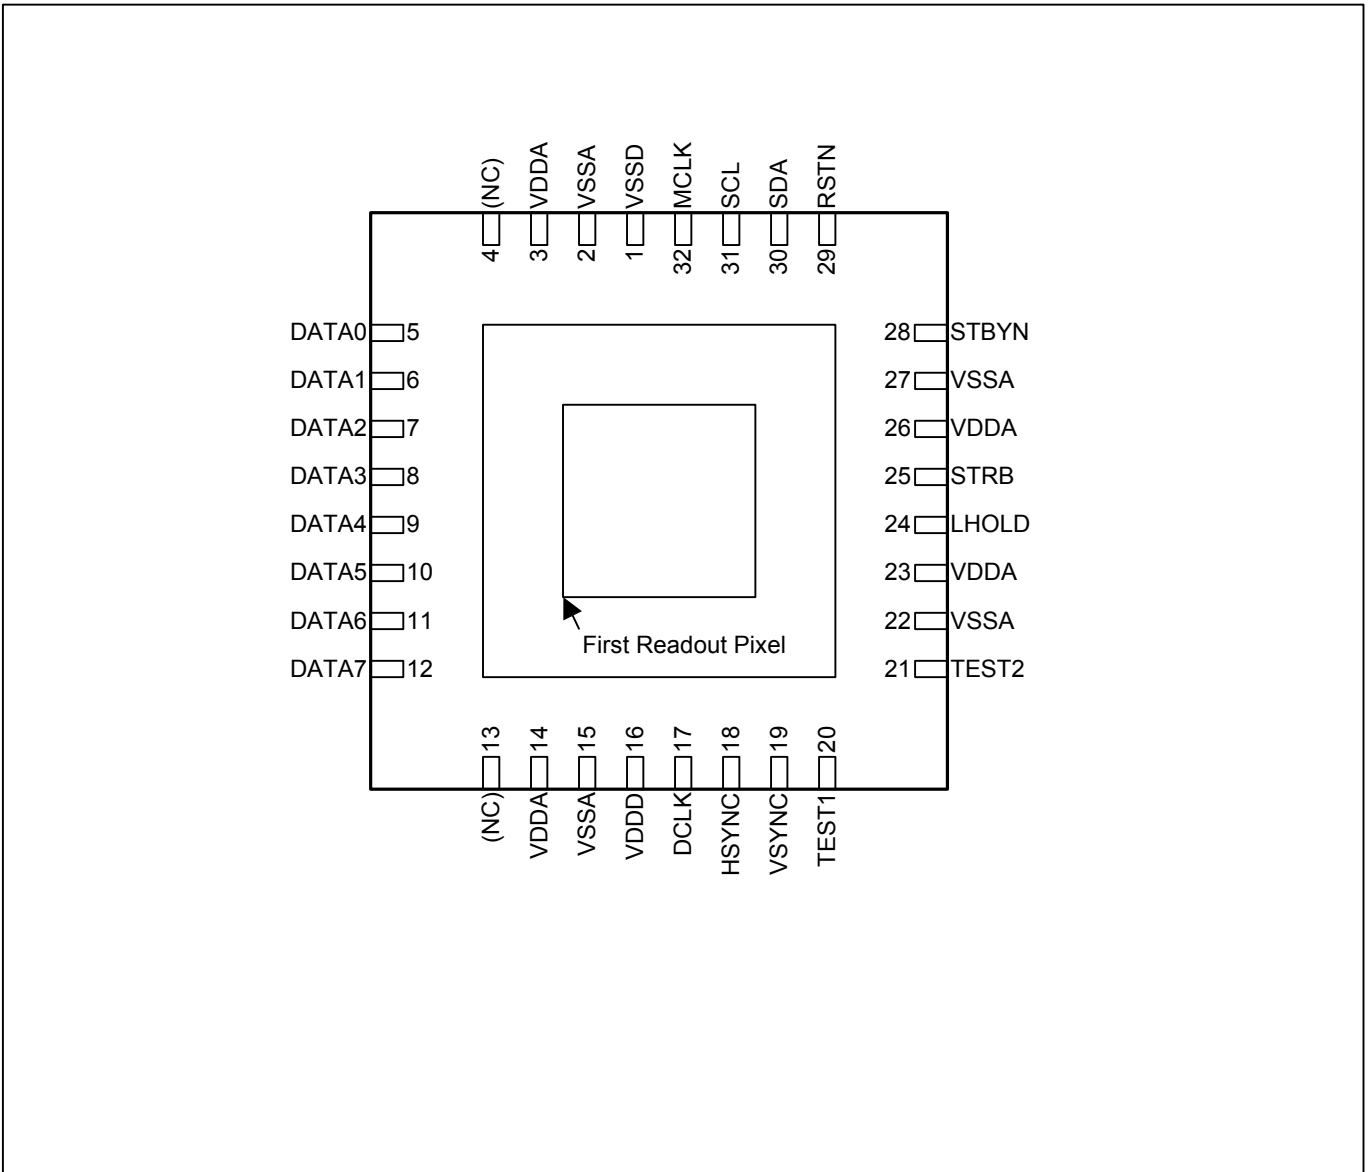 (NC)
VDDA
VSSA
VSSD
MCLK
SCL
SDA
RSTN
4
3
2
1
32
31
30
29
DATA0 5
DATA1 6
DATA2 7
DATA3 8
DATA4 9
DATA5 10
DATA6 11
DATA7 12
28 STBYN
27 VSSA
26 VDDA
25 STRB
24 LHOLD
23 VDDA
22 VSSA
21 TEST2
First Readout Pixel
13
14
15
16
17
18
19
20
(NC)
VDDA
VSSA
VDDD
DCLK
HSYNC
VSYNC
TEST1